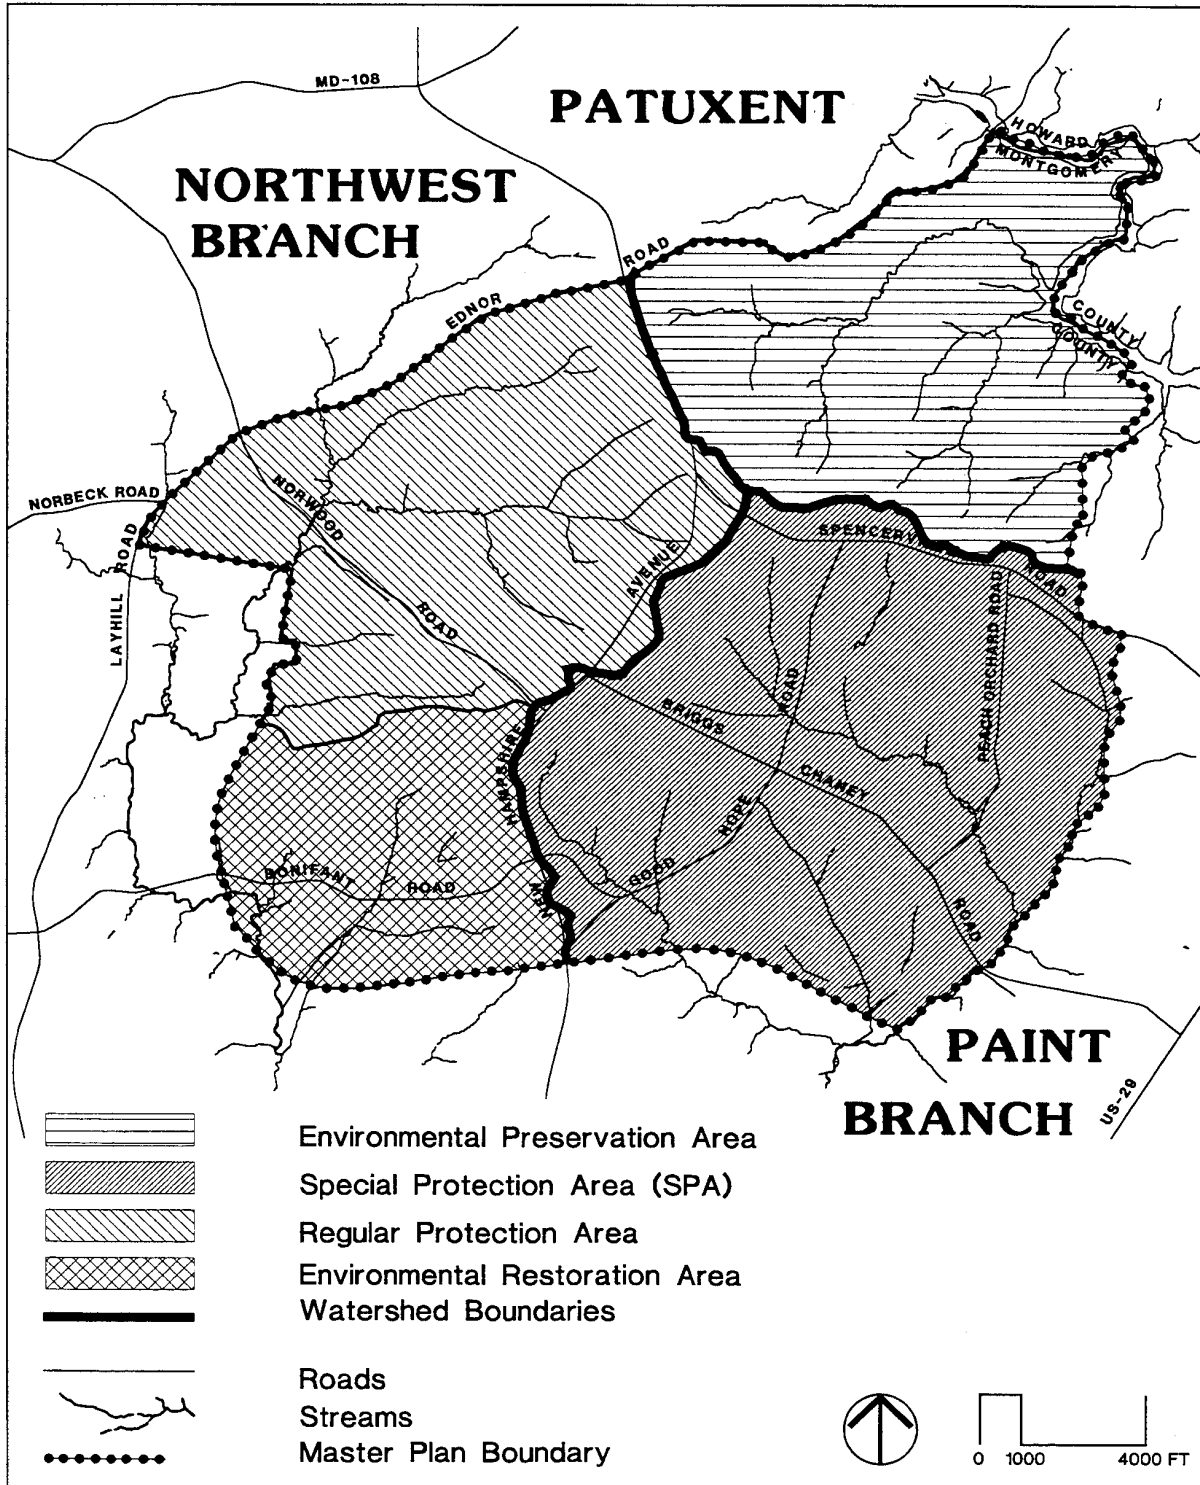 MD-108
PATUXENT
HOWARD
MONTGOMERY
NORTHWEST
BRANCH
EDNOR
ROAD
COUNTY
COUNTY
NORBECK ROAD
NORWOOD
ROAD
LAYHILL
ROAD
AVENUE
SPENCERV
ROAD
PEACH ORCHARD ROAD
ROAD
BRIGGS
CHANEY
ROAD
HAMPSHIRE
NEW
HOPE
GOOD
BONIFANT
ROAD
PAINT
BRANCH
US-29
Environmental Preservation Area
Special Protection Area (SPA)
Regular Protection Area
Environmental Restoration Area
Watershed Boundaries
Roads
Streams
Master Plan Boundary
0 1000 4000 FT